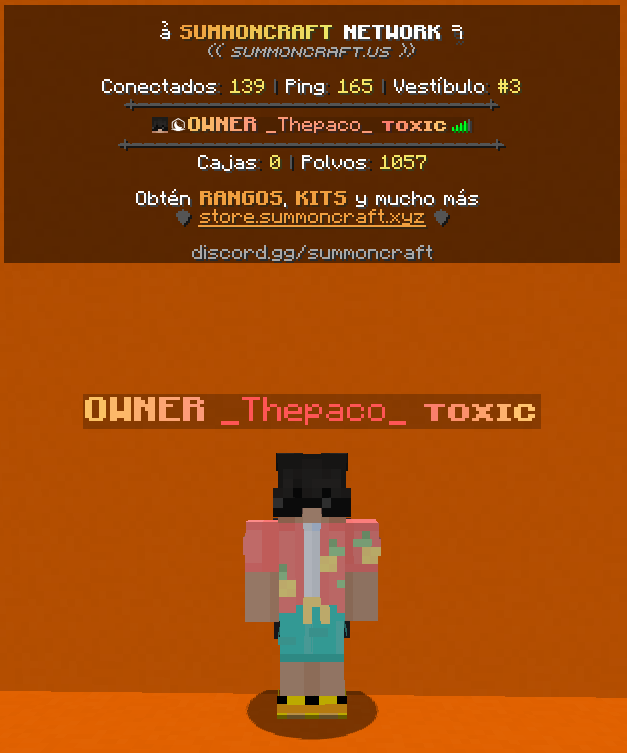 SUMMONCRAFT NETWORK
(( SUMMONCRAFT.US ))
Conectados: 139 | Ping: 165 | Vestíbulo: #3
OWNER _Thepaco_ TOXIC
Cajas: 0 | Polvos: 1057
Obtén RANGOS, KITS y mucho más
store.summoncraft.xyz
discord.gg/summoncraft
OWNER _Thepaco_ TOXIC